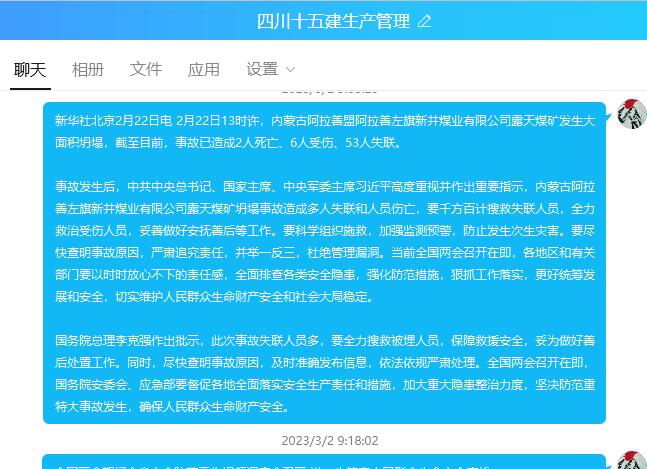 四川十五建生产管理
聊天 相册 文件 应用 设置
新华社北京2月22日电 2月22日13时许，内蒙古阿拉善盟阿拉善左旗新井煤业有限公司露天煤矿发生大
面积坍塌，截至目前，事故已造成2人死亡、6人受伤、53人失联。
事故发生后，中共中央总书记、国家主席、中央军委主席习近平高度重视并作出重要指示，内蒙古阿拉
善左旗新井煤业有限公司露天煤矿坍塌事故造成多人失联和人员伤亡，要千方百计搜救失联人员，全力
救治受伤人员，妥善做好安抚善后等工作。要科学组织施救，加强监测预警，防止发生次生灾害。要尽
快查明事故原因，严肃追究责任，并举一反三，杜绝管理漏洞。当前全国两会召开在即，各地区和有关
部门要以时时放心不下的责任感，全面排查各类安全隐患，强化防范措施，狠抓工作落实，更好统筹发
展和安全，切实维护人民群众生命财产安全和社会大局稳定。
国务院总理李克强作出批示，此次事故失联人员多，要全力搜救被埋人员，保障救援安全，妥为做好善
后处置工作。同时，尽快查明事故原因，及时准确发布信息，依法依规严肃处理。全国两会召开在即，
国务院安委会、应急部要督促各地全面落实安全生产责任和措施，加大重大隐患整治力度，坚决防范重
特大事故发生，确保人民群众生命财产安全。
2023/3/2 9:18:02